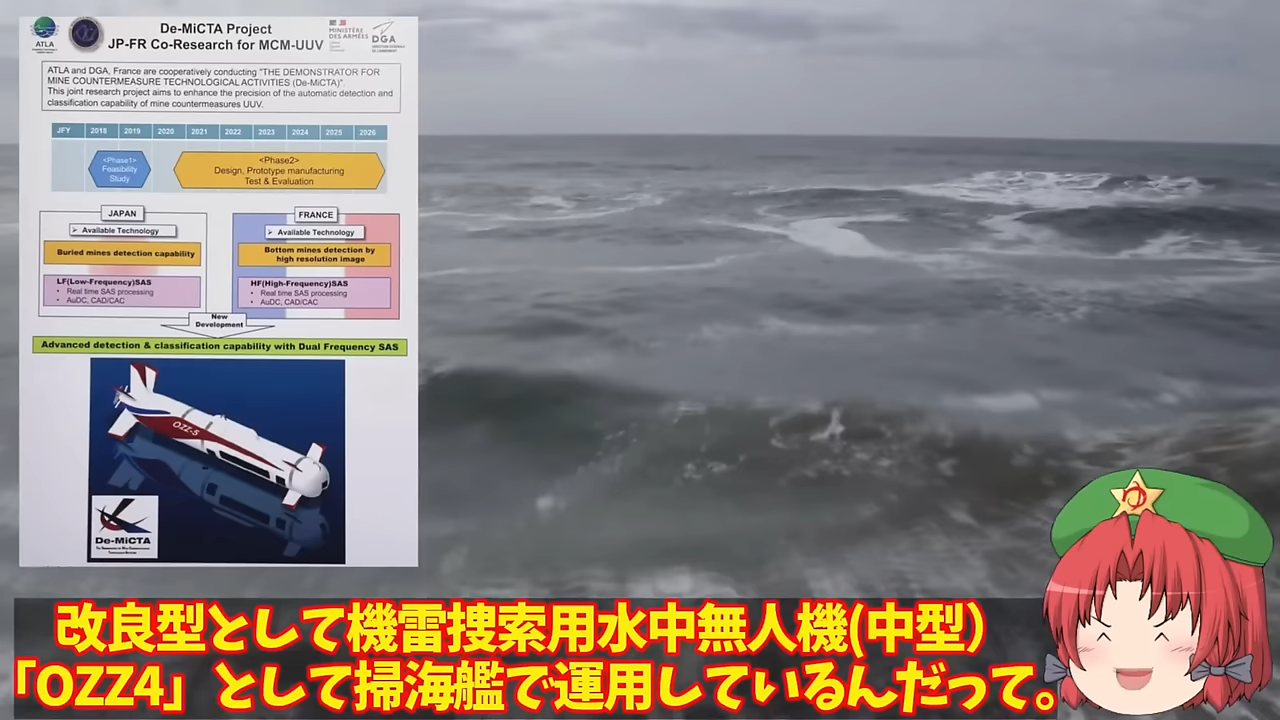 De-MiCTA Project
JP-FR Co-Research for MCM-UUV
ATLA
MINISTÈRE
DES ARMÉES
DGA
ATLA and DGA, France are cooperatively conducting "THE DEMONSTRATOR FOR
MINE COUNTERMEASURE TECHNOLOGICAL ACTIVITIES (De-MiCTA)"
This joint research project aims to enhance the precision of the automatic detection and
classification capability of mine countermeasures UUV.
JFY 2018 2019 2020 2021 2022 2023 2024 2025 2026
<Phase1>
Feasibility
Study
<Phase2>
Design, Prototype manufacturing
Test & Evaluation
JAPAN
➢ Available Technology
Buried mines detection capability
LF(Low-Frequency)SAS
• Real time SAS processing
• AuDC, CAD/CAC
FRANCE
➢ Available Technology
Bottom mines detection by
high resolution image
HF(High-Frequency)SAS
• Real time SAS processing
• AuDC, CAD/CAC
New
Development
Advanced detection & classification capability with Dual Frequency SAS
OZZ-5
De-MiCTA
改良型として機雷捜索用水中無人機(中型)
「OZZ4」として掃海艦で運用しているんだって。